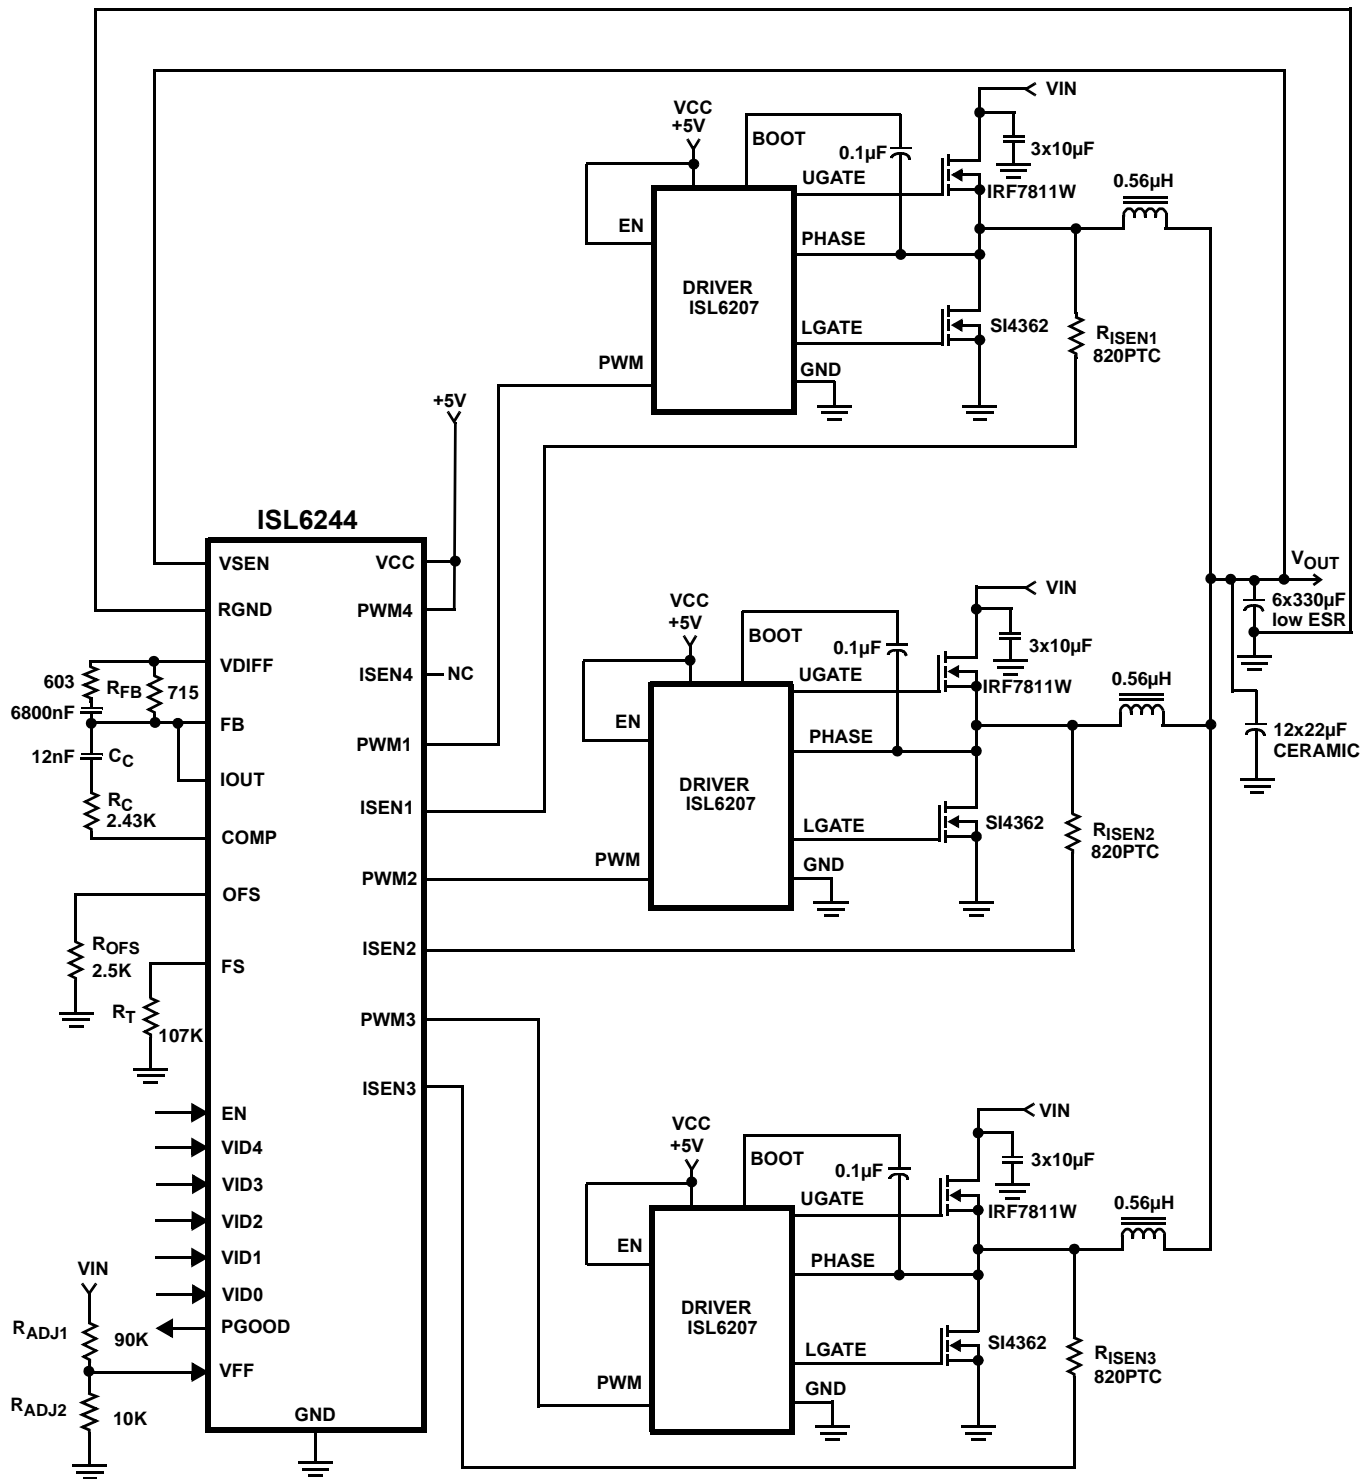 VIN
VCC
+5V
BOOT
0.1µF
3x10µF
UGATE
IRF7811W
0.56µH
EN
PHASE
DRIVER
ISL6207
LGATE
SI4362
RISEN1
820PTC
PWM
GND
+5V
ISL6244
VSEN
VCC
RGND
PWM4
VDIFF
ISEN4
NC
603
RFB
715
6800nF
FB
PWM1
12nF
CC
IOUT
ISEN1
RC
2.43K
COMP
PWM2
OFS
ROFS
2.5K
ISEN2
FS
RT
107K
PWM3
ISEN3
EN
VID4
VID3
VID2
VID1
VID0
VIN
PGOOD
RADJ1
90K
VFF
RADJ2
10K
GND
VOUT
6x330µF
low ESR
12x22µF
CERAMIC
VIN
VCC
+5V
BOOT
0.1µF
3x10µF
UGATE
IRF7811W
0.56µH
EN
PHASE
DRIVER
ISL6207
LGATE
SI4362
RISEN2
820PTC
PWM
GND
VIN
VCC
+5V
BOOT
0.1µF
3x10µF
UGATE
IRF7811W
0.56µH
EN
PHASE
DRIVER
ISL6207
LGATE
SI4362
RISEN3
820PTC
PWM
GND